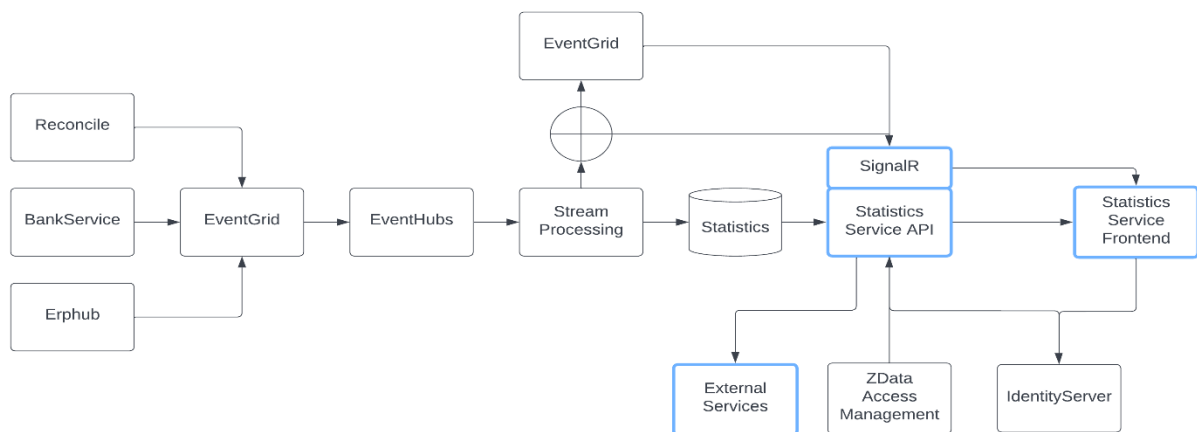 EventGrid
Reconcile
SignalR
BankService
EventGrid
EventHubs
Stream
Processing
Statistics
Statistics
Service API
Statistics
Service
Frontend
Erphub
External
Services
ZData
Access
Management
IdentityServer